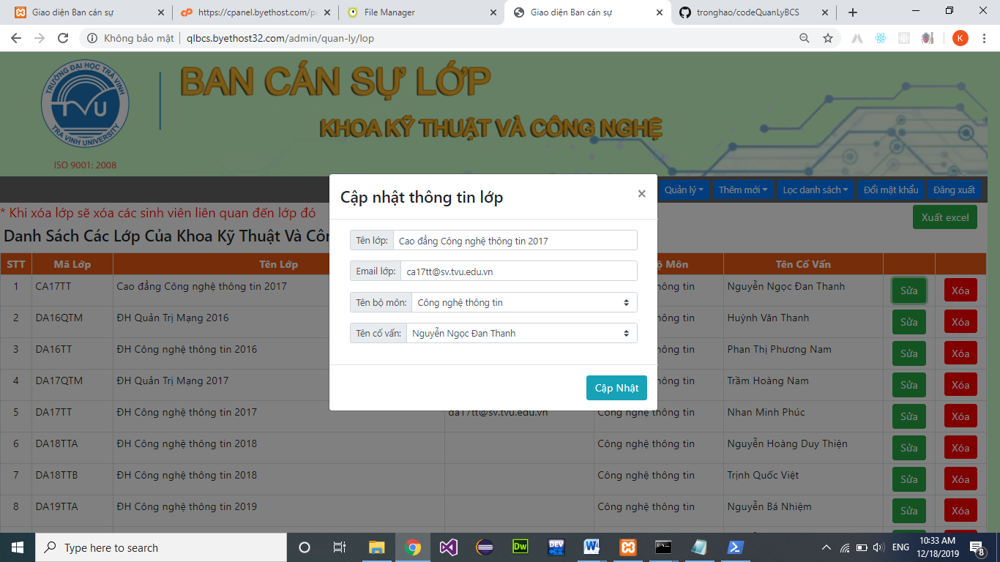 Giao diện Ban cán sự
https://cpanel.byethost.com/pa
File Manager
Giao diện Ban cán sự
tronghao/codeQuanLyBCS
Không bảo mật
qlbcs.byethost32.com/admin/quan-ly/lop
K
TRƯỜNG ĐẠI HỌC TRÀ VINH
TVU
TRA VINH UNIVERSITY
ISO 9001: 2008
BAN CÁN SỰ LỚP
KHOA KỸ THUẬT VÀ CÔNG NGHỆ
Quản lý
Thêm mới
Lọc danh sách
Đổi mật khẩu
Đăng xuất
* Khi xóa lớp sẽ xóa các sinh viên liên quan đến lớp đó
Xuất excel
Danh Sách Các Lớp Của Khoa Kỹ Thuật Và
Cập nhật thông tin lớp
×
Tên lớp: Cao đẳng Công nghệ thông tin 2017
Email lớp: ca17tt@sv.tvu.edu.vn
Tên bộ môn: Công nghệ thông tin
Tên cố vấn: Nguyễn Ngọc Đan Thanh
Cập Nhật
STT Mã Lớp Tên Lớp Môn Tên Cố Vấn
1 CA17TT Cao đẳng Công nghệ thông tin 2017 thông tin Nguyễn Ngọc Đan Thanh Sửa Xóa
2 DA16QTM ĐH Quản Trị Mạng 2016 thông tin Huỳnh Văn Thanh Sửa Xóa
3 DA16TT ĐH Công nghệ thông tin 2016 thông tin Phan Thị Phương Nam Sửa Xóa
4 DA17QTM ĐH Quản Trị Mạng 2017 thông tin Trầm Hoàng Nam Sửa Xóa
5 DA17TT ĐH Công nghệ thông tin 2017 da17tt@sv.tvu.edu.vn Công nghệ thông tin Nhan Minh Phúc Sửa Xóa
6 DA18TTA ĐH Công nghệ thông tin 2018 Công nghệ thông tin Nguyễn Hoàng Duy Thiện Sửa Xóa
7 DA18TTB ĐH Công nghệ thông tin 2018 Công nghệ thông tin Trịnh Quốc Việt Sửa Xóa
8 DA19TTA ĐH Công nghệ thông tin 2019 Công nghệ thông tin Nguyễn Bá Nhiệm Sửa Xóa
Type here to search
Dw
DEV
ENG
10:33 AM
12/18/2019
8